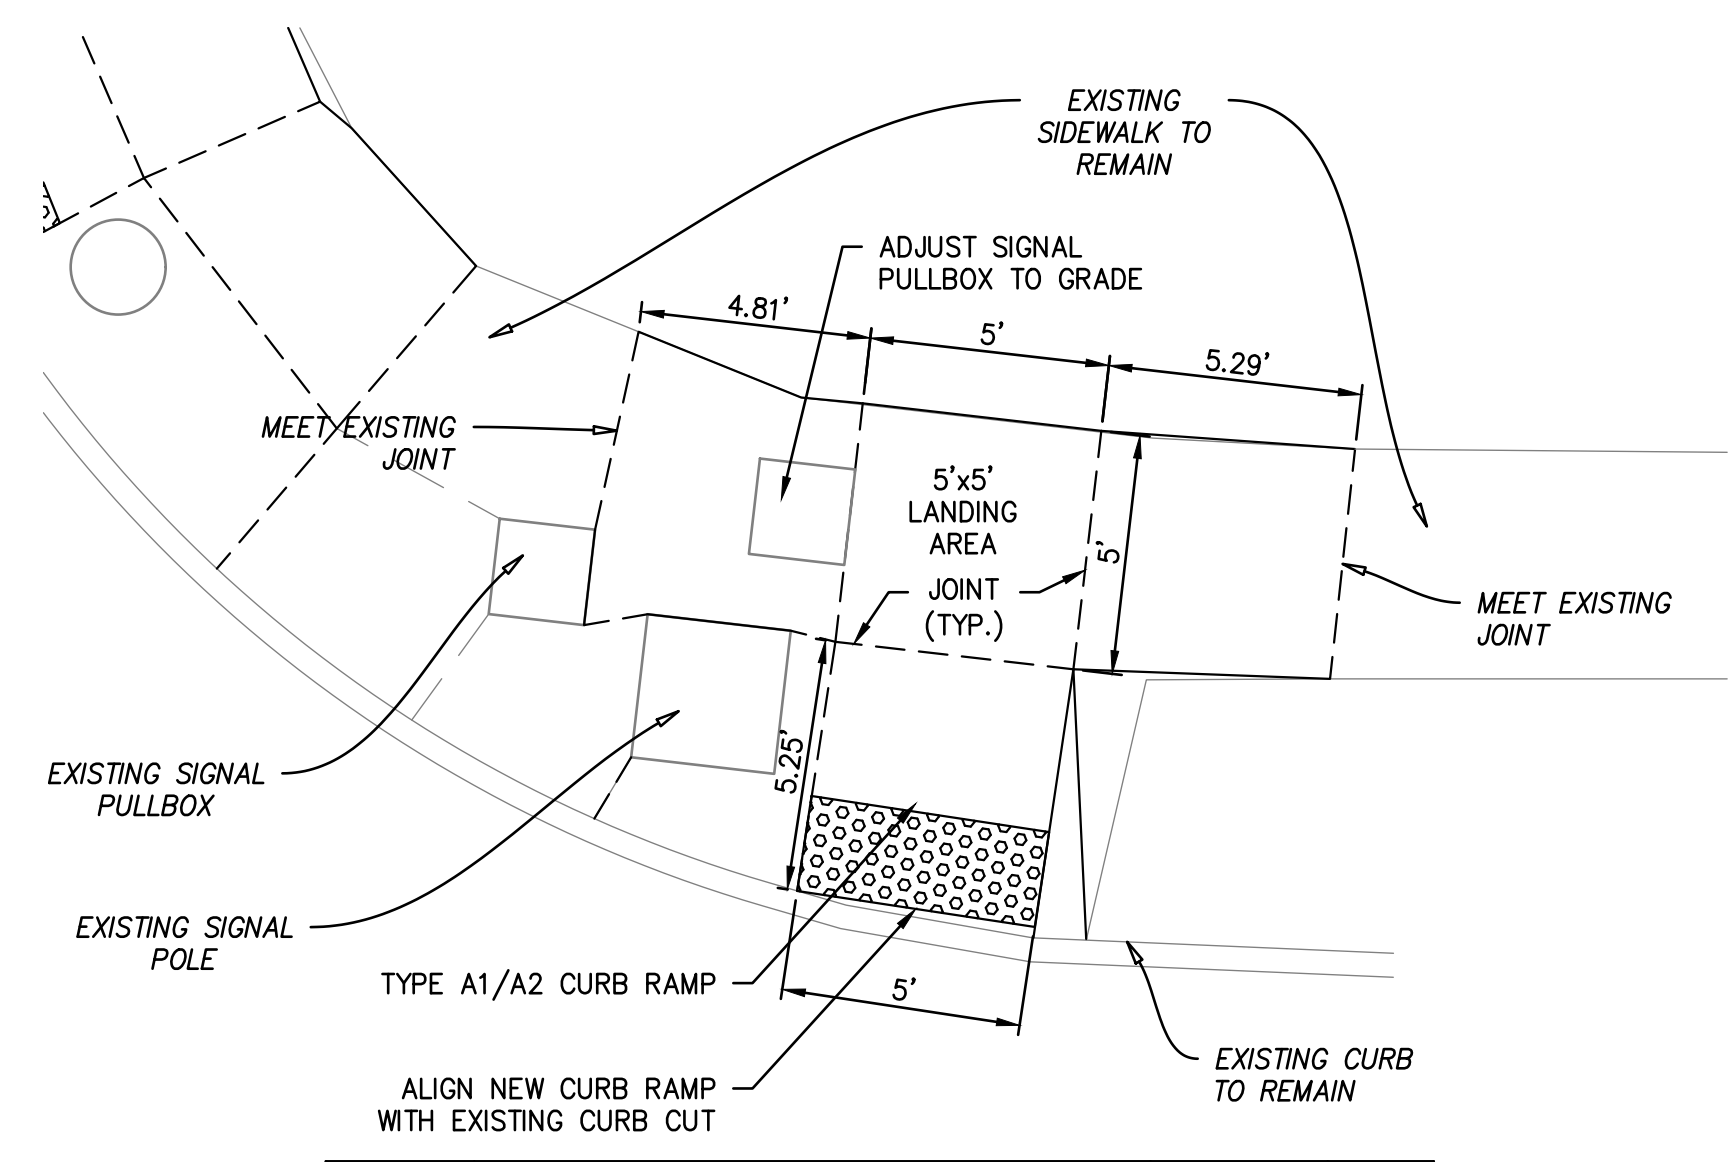 EXISTING
SIDEWALK TO
REMAIN
ADJUST SIGNAL
PULLBOX TO GRADE
4.81'
5'
5.29'
MEET EXISTING
JOINT
5'x5'
LANDING
AREA
5'
JOINT
(TYP.)
MEET EXISTING
JOINT
5.25'
EXISTING SIGNAL
PULLBOX
EXISTING SIGNAL
POLE
TYPE A1/A2 CURB RAMP
5'
ALIGN NEW CURB RAMP
WITH EXISTING CURB CUT
EXISTING CURB
TO REMAIN